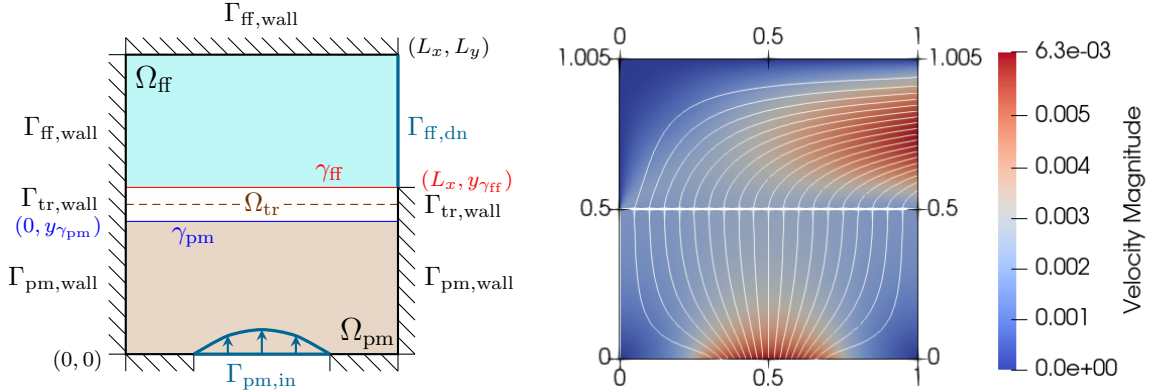 Γff,wall
(Lx, Ly)
Ωff
Γff,wall
Γff,dn
γff
(Lx, yγff)
Γtr,wall
Ωtr
Γtr,wall
(0, yγpm)
γpm
Γpm,wall
Γpm,wall
Ωpm
(0, 0)
Γpm,in
0 0.5 1
1.005 1.005
0.5 0.5
0 0
0 0.5 1
6.3e-03
0.005
0.004
0.003
0.002
0.001
0.0e+00
Velocity Magnitude